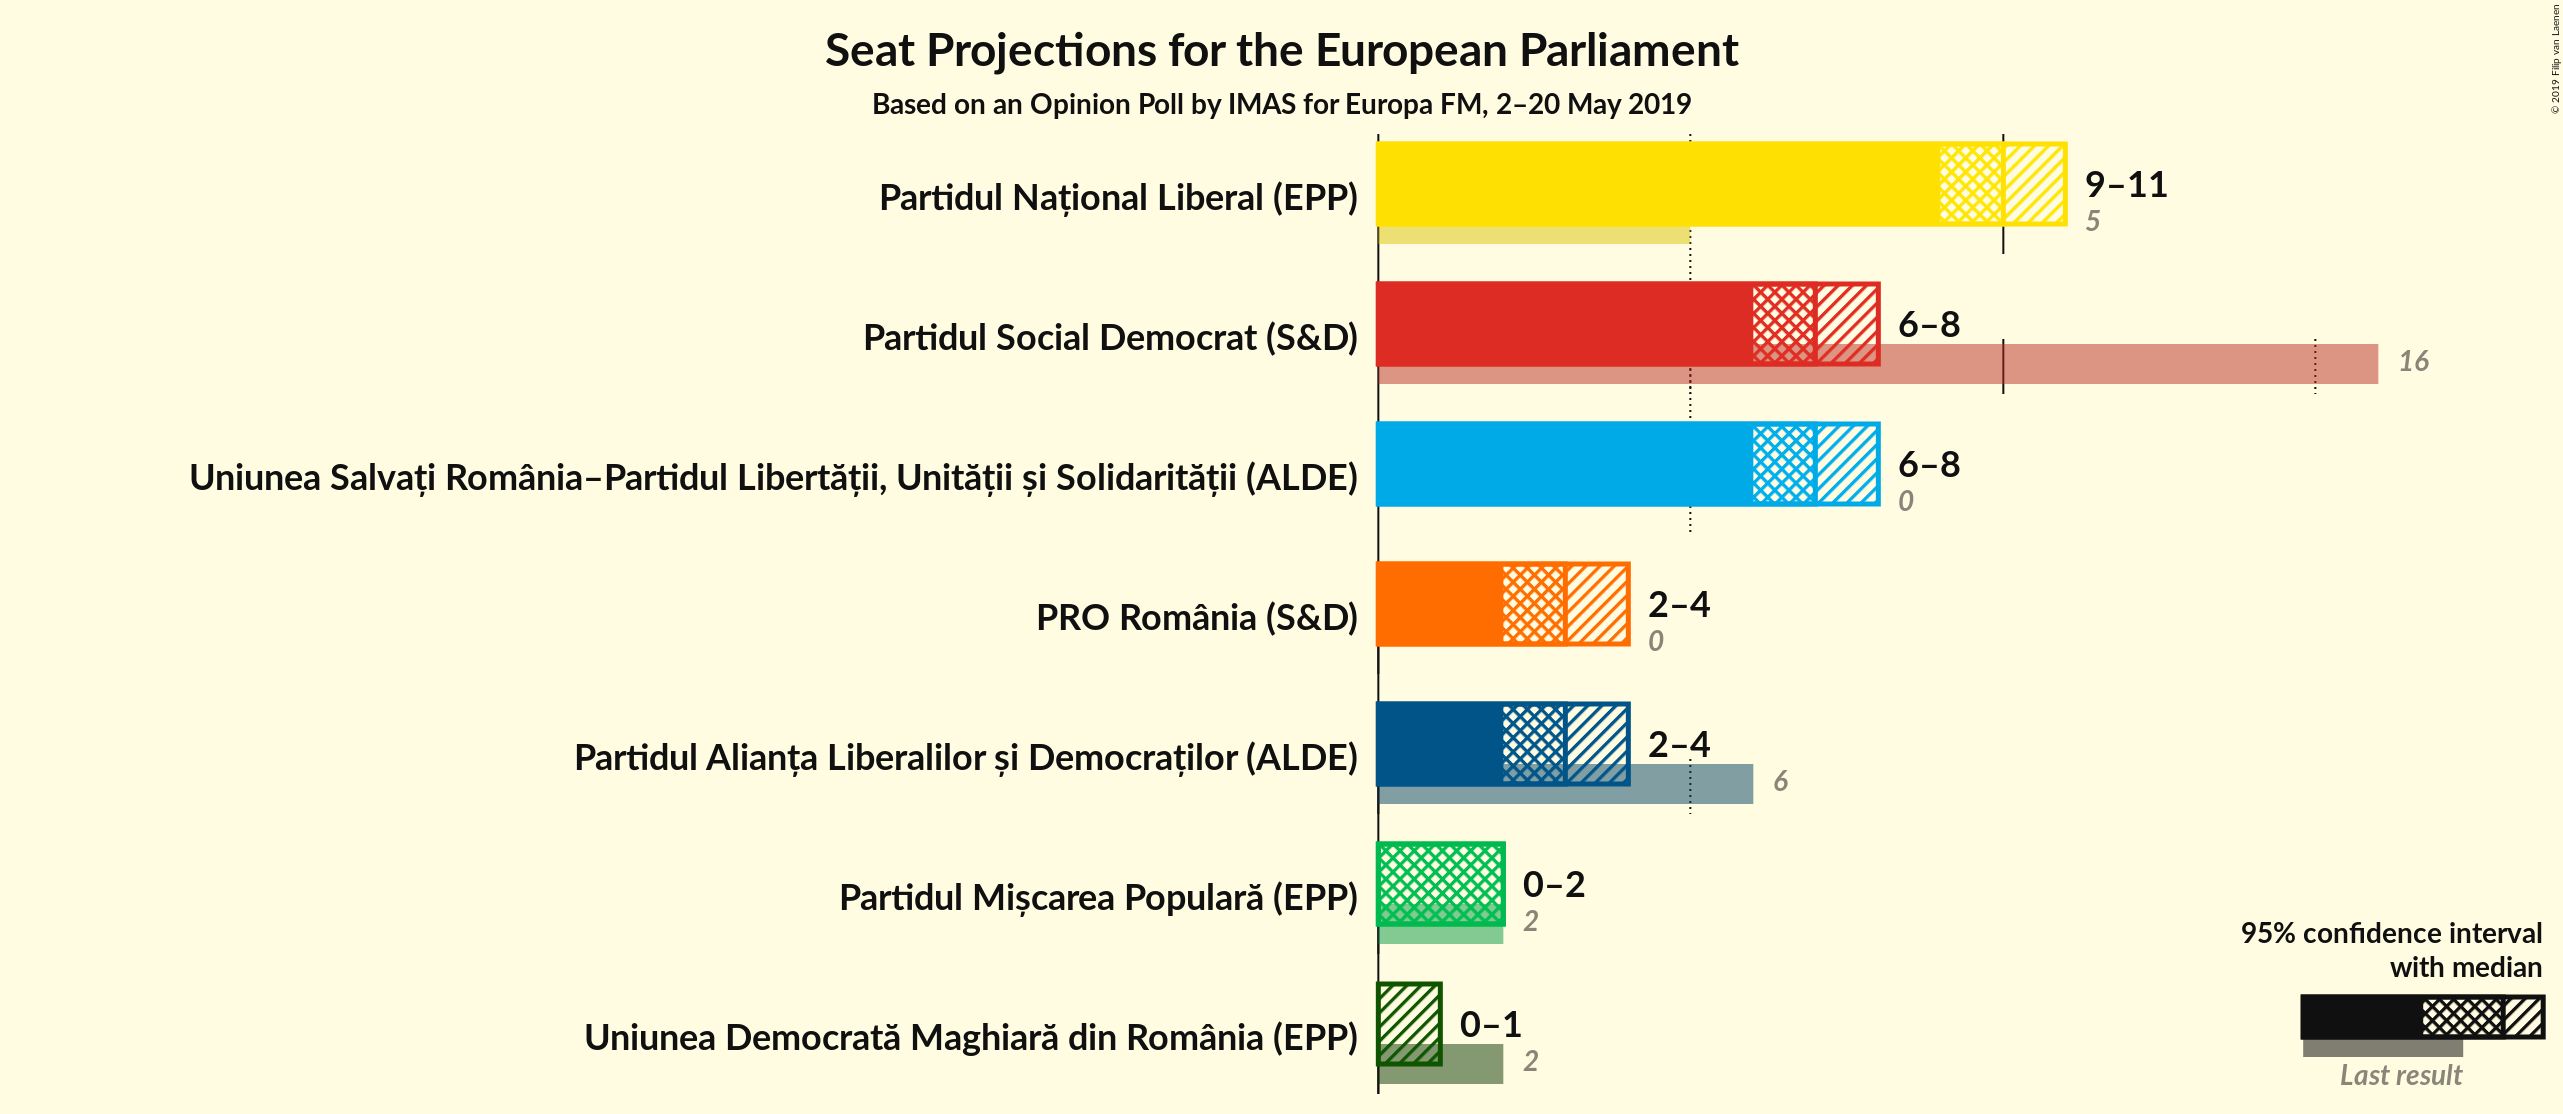 Seat Projections for the European Parliament
Based on an Opinion Poll by IMAS for Europa FM, 2–20 May 2019
© 2019 Filip van Laenen
Partidul Național Liberal (EPP)
9–11
5
Partidul Social Democrat (S&D)
6–8
16
Uniunea Salvați România–Partidul Libertății, Unității și Solidarității (ALDE)
6–8
0
PRO România (S&D)
2–4
0
Partidul Alianța Liberalilor și Democraților (ALDE)
2–4
6
Partidul Mișcarea Populară (EPP)
0–2
2
Uniunea Democrată Maghiară din România (EPP)
0–1
2
95% confidence interval
with median
Last result